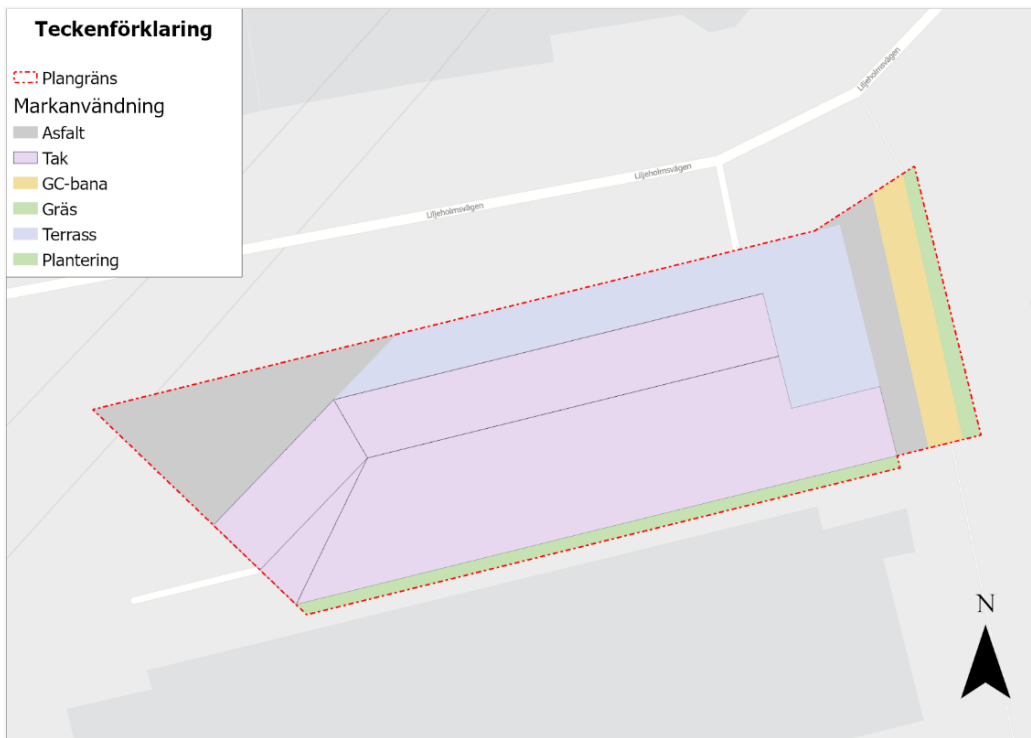 Teckenförklaring
Plangräns
Markanvändning
Asfalt
Tak
GC-bana
Gräs
Terrass
Plantering
Liljeholmsvägen
Liljeholmsvägen
Liljeholmsvägen
N